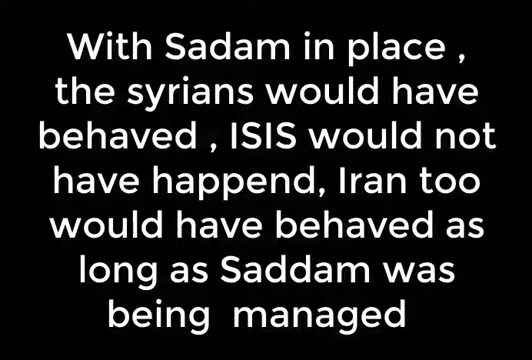 With Sadam in place ,
the syrians would have
behaved , ISIS would not
have happend, Iran too
would have behaved as
long as Saddam was
being managed